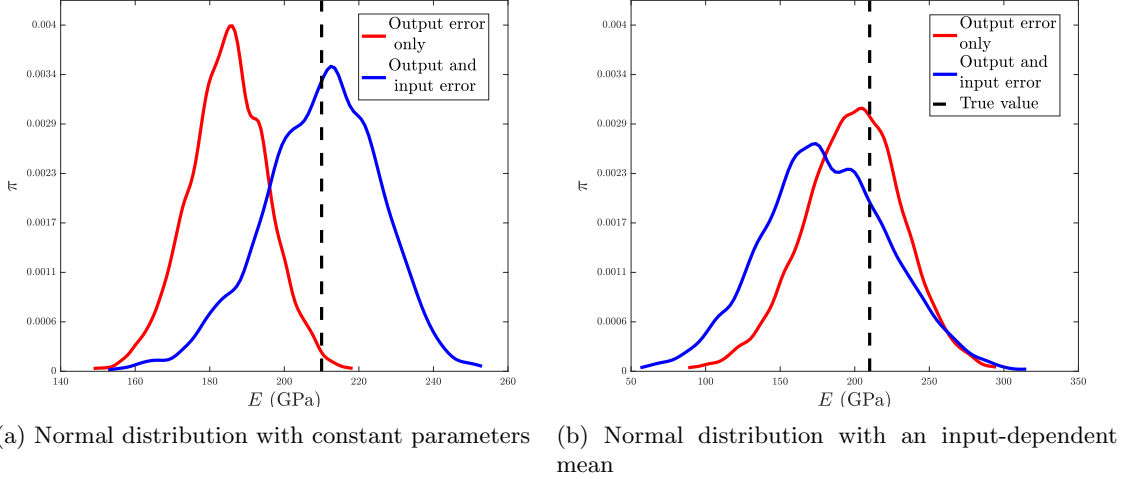 0.004
0.0034
0.0029
0.0023
0.0017
0.0011
0.0006
0
π
140 160 180 200 220 240 260
E (GPa)
Output error
only
Output and
input error
(a) Normal distribution with constant parameters
0.004
0.0034
0.0029
0.0023
0.0017
0.0011
0.0006
0
π
50 100 150 200 250 300 350
E (GPa)
Output error
only
Output and
input error
True value
(b) Normal distribution with an input-dependent
mean